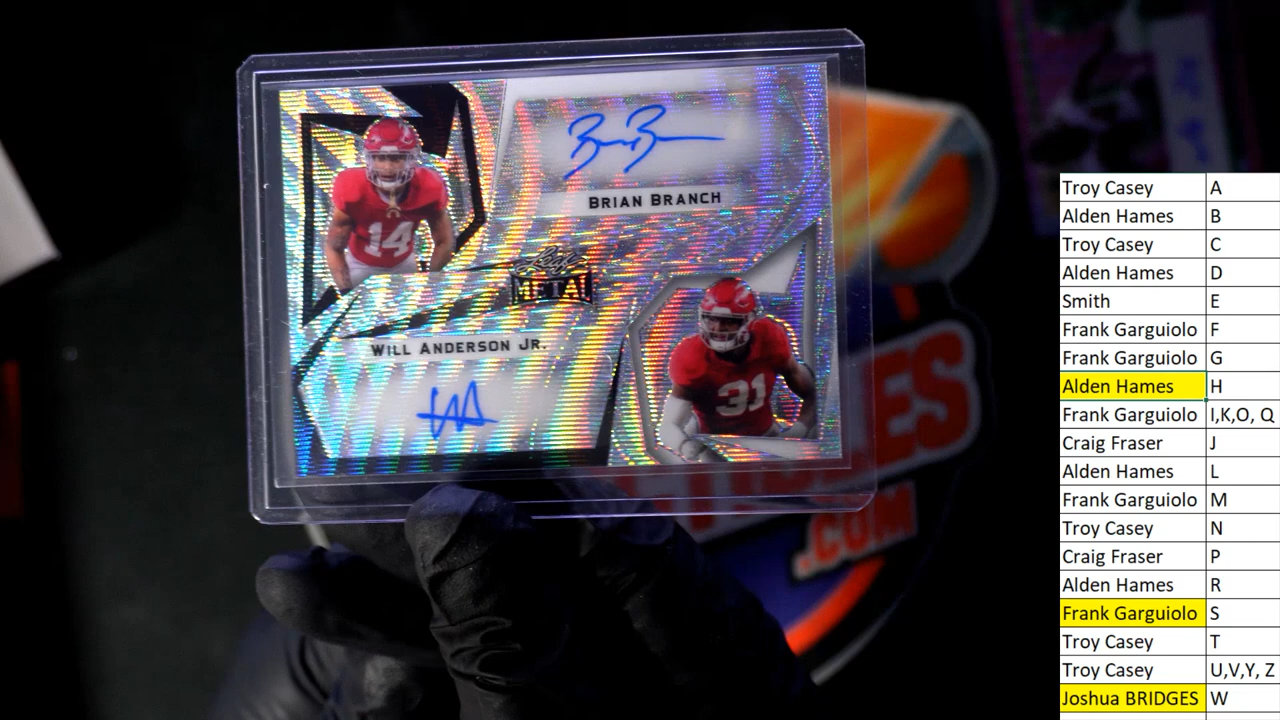 BRIAN BRANCH
14
Leaf
METAL
WILL ANDERSON JR.
31
.COM
Troy Casey A
Alden Hames B
Troy Casey C
Alden Hames D
Smith E
Frank Garguiolo F
Frank Garguiolo G
Alden Hames H
Frank Garguiolo I,K,O, Q
Craig Fraser J
Alden Hames L
Frank Garguiolo M
Troy Casey N
Craig Fraser P
Alden Hames R
Frank Garguiolo S
Troy Casey T
Troy Casey U,V,Y, Z
Joshua BRIDGES W